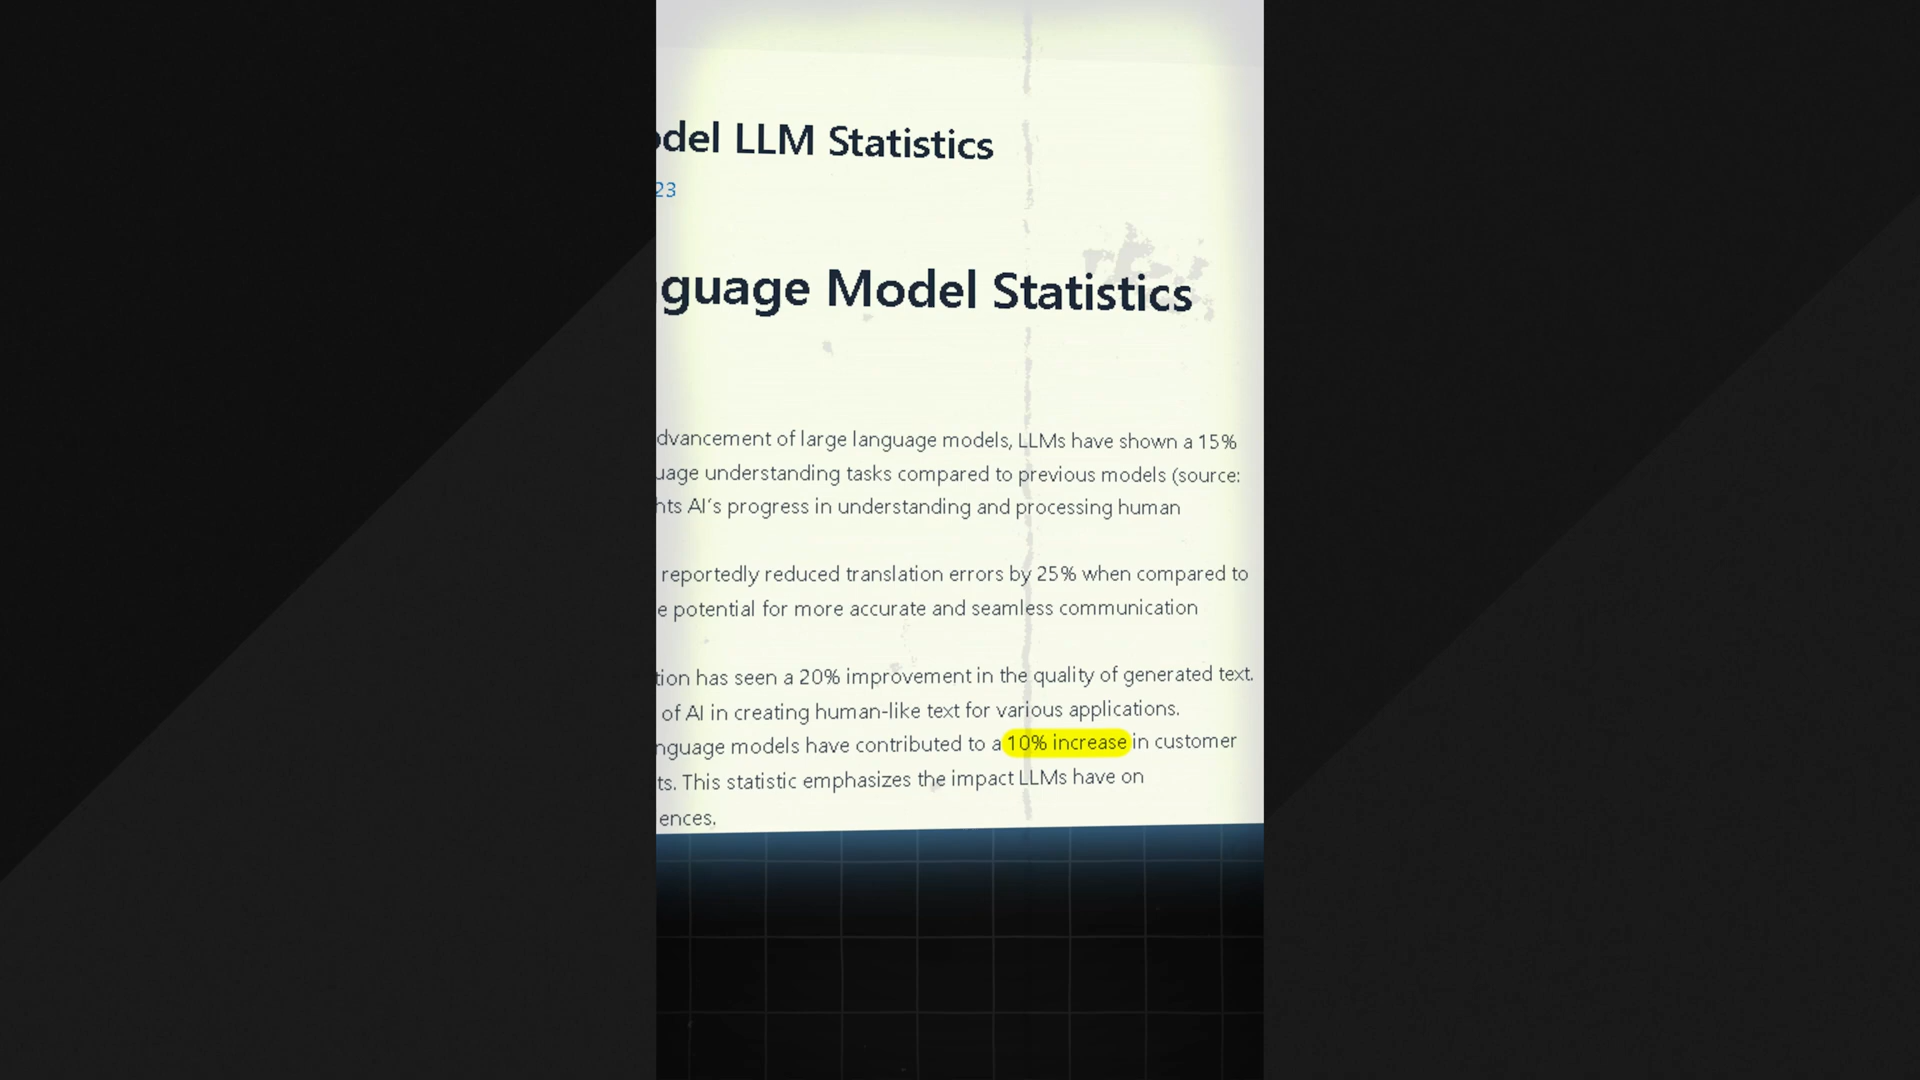 odel LLM Statistics
23
guage Model Statistics
dvancement of large language models, LLMs have shown a 15%
uage understanding tasks compared to previous models (source:
hts AI's progress in understanding and processing human
reportedly reduced translation errors by 25% when compared to
e potential for more accurate and seamless communication
tion has seen a 20% improvement in the quality of generated text.
of AI in creating human-like text for various applications.
nguage models have contributed to a 10% increase in customer
ts. This statistic emphasizes the impact LLMs have on
ences.